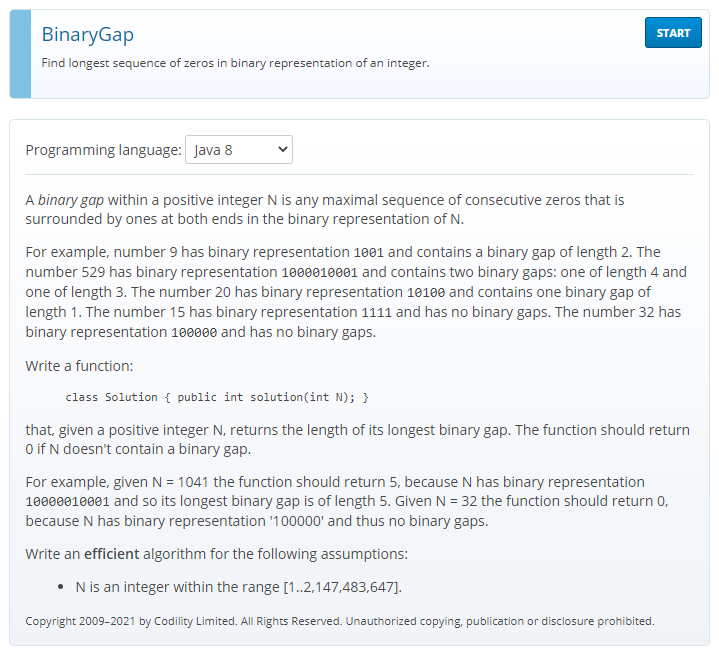 BinaryGap
START
Find longest sequence of zeros in binary representation of an integer.
Programming language: Java 8
A binary gap within a positive integer N is any maximal sequence of consecutive zeros that is
surrounded by ones at both ends in the binary representation of N.
For example, number 9 has binary representation 1001 and contains a binary gap of length 2. The
number 529 has binary representation 1000010001 and contains two binary gaps: one of length 4 and
one of length 3. The number 20 has binary representation 10100 and contains one binary gap of
length 1. The number 15 has binary representation 1111 and has no binary gaps. The number 32 has
binary representation 100000 and has no binary gaps.
Write a function:
class Solution { public int solution(int N); }
that, given a positive integer N, returns the length of its longest binary gap. The function should return
0 if N doesn't contain a binary gap.
For example, given N = 1041 the function should return 5, because N has binary representation
10000010001 and so its longest binary gap is of length 5. Given N = 32 the function should return 0,
because N has binary representation '100000' and thus no binary gaps.
Write an efficient algorithm for the following assumptions:
• N is an integer within the range [1..2,147,483,647].
Copyright 2009–2021 by Codility Limited. All Rights Reserved. Unauthorized copying, publication or disclosure prohibited.